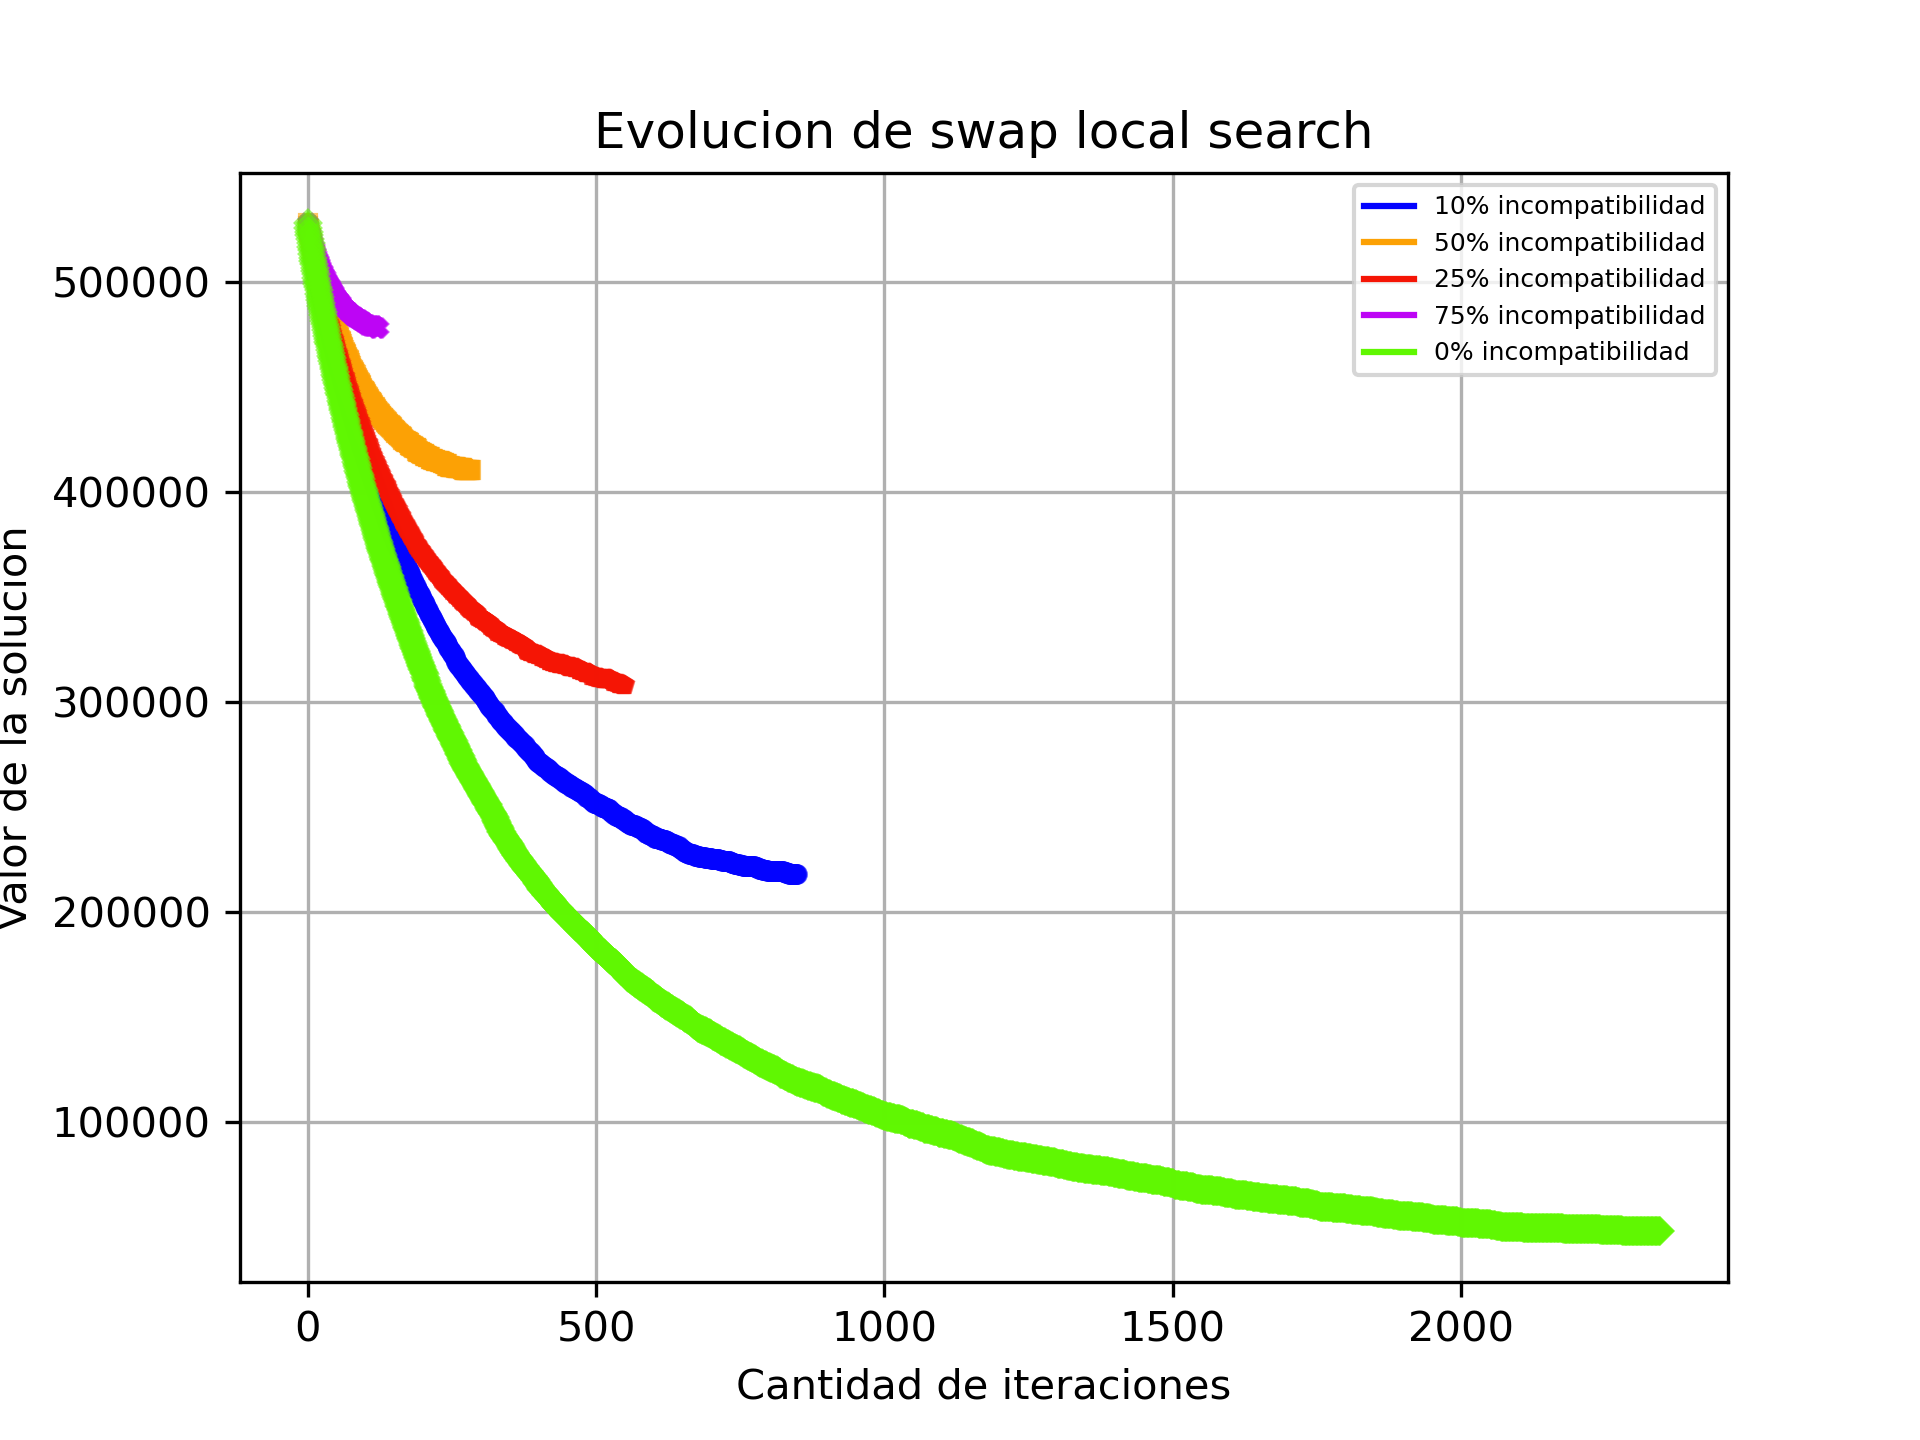 Evolucion de swap local search
10% incompatibilidad
50% incompatibilidad
25% incompatibilidad
75% incompatibilidad
0% incompatibilidad
500000
400000
300000
200000
100000
Valor de la solucion
0 500 1000 1500 2000
Cantidad de iteraciones